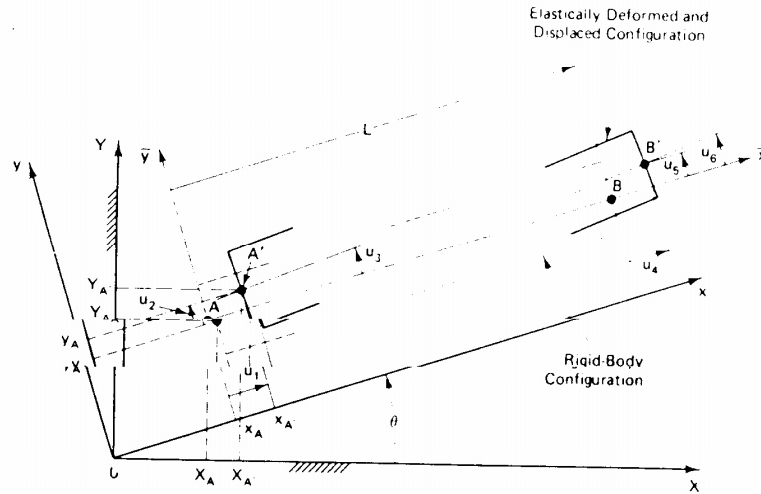 Elastically Deformed and
Displaced Configuration
L
Y
y̅
y
B'
u6
u5
B
A'
u3
u4
YA'
u2
A
YA
x
yA
Rigid-Body
Configuration
u1
xA
xA'
θ
XA
XA'
X